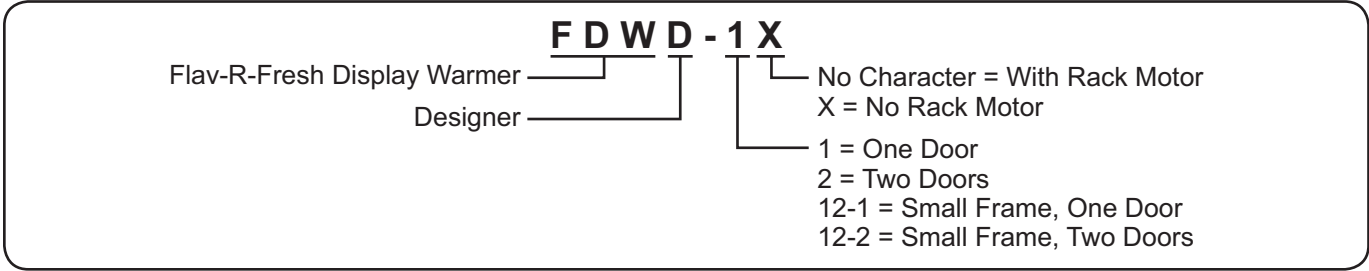 F D W D - 1 X
Flav-R-Fresh Display Warmer
Designer
No Character = With Rack Motor
X = No Rack Motor
1 = One Door
2 = Two Doors
12-1 = Small Frame, One Door
12-2 = Small Frame, Two Doors